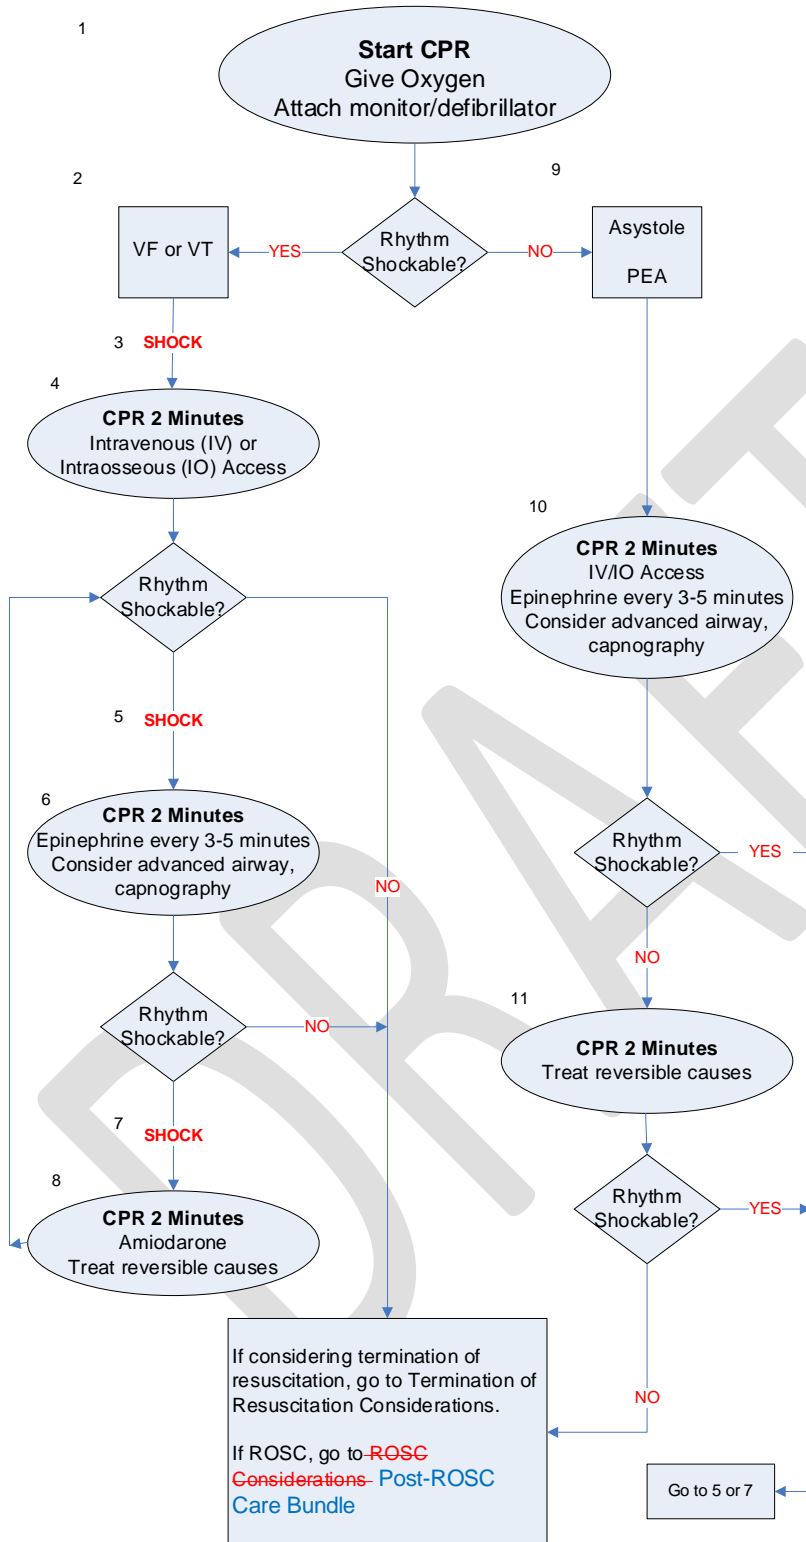 1
Start CPR
Give Oxygen
Attach monitor/defibrillator
2
9
VF or VT
YES
Rhythm
Shockable?
NO
Asystole
PEA
3
SHOCK
4
CPR 2 Minutes
Intravenous (IV) or
Intraosseous (IO) Access
Rhythm
Shockable?
5
SHOCK
6
CPR 2 Minutes
Epinephrine every 3-5 minutes
Consider advanced airway,
capnography
NO
Rhythm
Shockable?
NO
7
SHOCK
8
CPR 2 Minutes
Amiodarone
Treat reversible causes
10
CPR 2 Minutes
IV/IO Access
Epinephrine every 3-5 minutes
Consider advanced airway,
capnography
Rhythm
Shockable?
YES
NO
11
CPR 2 Minutes
Treat reversible causes
Rhythm
Shockable?
YES
NO
If considering termination of
resuscitation, go to Termination of
Resuscitation Considerations.
If ROSC, go to ROSC
Considerations Post-ROSC
Care Bundle
Go to 5 or 7
DRAFT